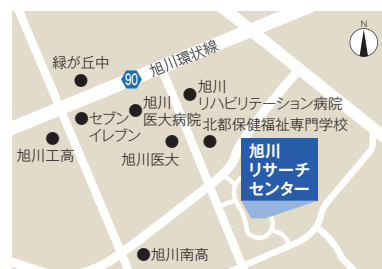 N
旭川環状線
90
緑が丘中
旭川
リハビリテーション病院
旭川
医大病院
セブン
イレブン
北都保健福祉専門学校
旭川工高
旭川医大
旭川
リサーチ
センター
旭川南高